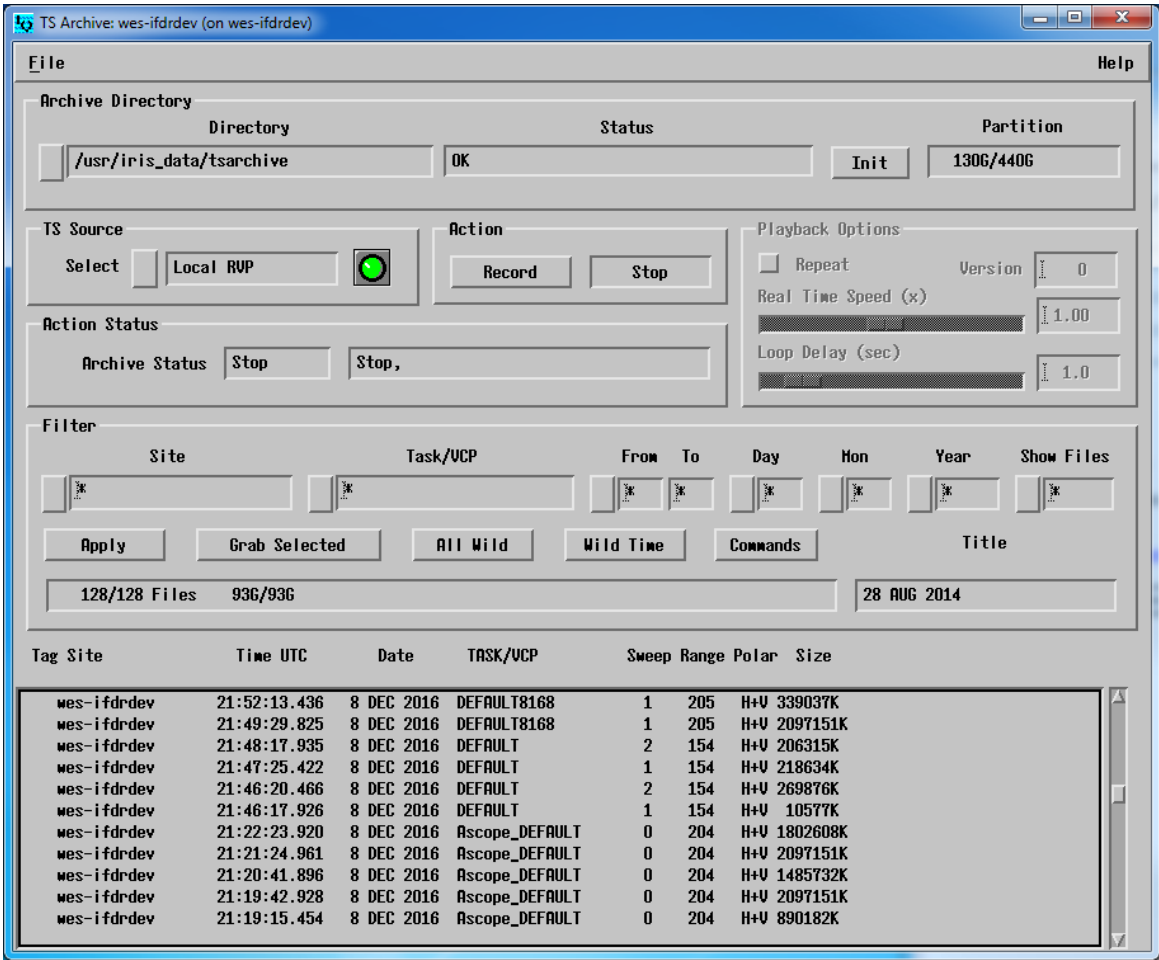 TS Archive: wes-ifdrdev (on wes-ifdrdev)
File Help
Archive Directory
Directory Status Partition
/usr/iris_data/tsarchive OK Init 130G/440G
TS Source
Select Local RVP
Action
Record Stop
Playback Options
Repeat Version 0
Real Time Speed (x)
1.00
Loop Delay (sec)
1.0
Action Status
Archive Status Stop Stop,
Filter
Site Task/VCP From To Day Mon Year Show Files
* * * * * * * *
Apply Grab Selected All Wild Wild Time Commands Title
128/128 Files 93G/93G 28 AUG 2014
Tag Site Time UTC Date TASK/VCP Sweep Range Polar Size
wes-ifdrdev 21:52:13.436 8 DEC 2016 DEFAULT8168 1 205 H+V 339037K
wes-ifdrdev 21:49:29.825 8 DEC 2016 DEFAULT8168 1 205 H+V 2097151K
wes-ifdrdev 21:48:17.935 8 DEC 2016 DEFAULT 2 154 H+V 206315K
wes-ifdrdev 21:47:25.422 8 DEC 2016 DEFAULT 1 154 H+V 218634K
wes-ifdrdev 21:46:20.466 8 DEC 2016 DEFAULT 2 154 H+V 269876K
wes-ifdrdev 21:46:17.926 8 DEC 2016 DEFAULT 1 154 H+V 10577K
wes-ifdrdev 21:22:23.920 8 DEC 2016 Ascope_DEFAULT 0 204 H+V 1802608K
wes-ifdrdev 21:21:24.961 8 DEC 2016 Ascope_DEFAULT 0 204 H+V 2097151K
wes-ifdrdev 21:20:41.896 8 DEC 2016 Ascope_DEFAULT 0 204 H+V 1485732K
wes-ifdrdev 21:19:42.928 8 DEC 2016 Ascope_DEFAULT 0 204 H+V 2097151K
wes-ifdrdev 21:19:15.454 8 DEC 2016 Ascope_DEFAULT 0 204 H+V 890182K